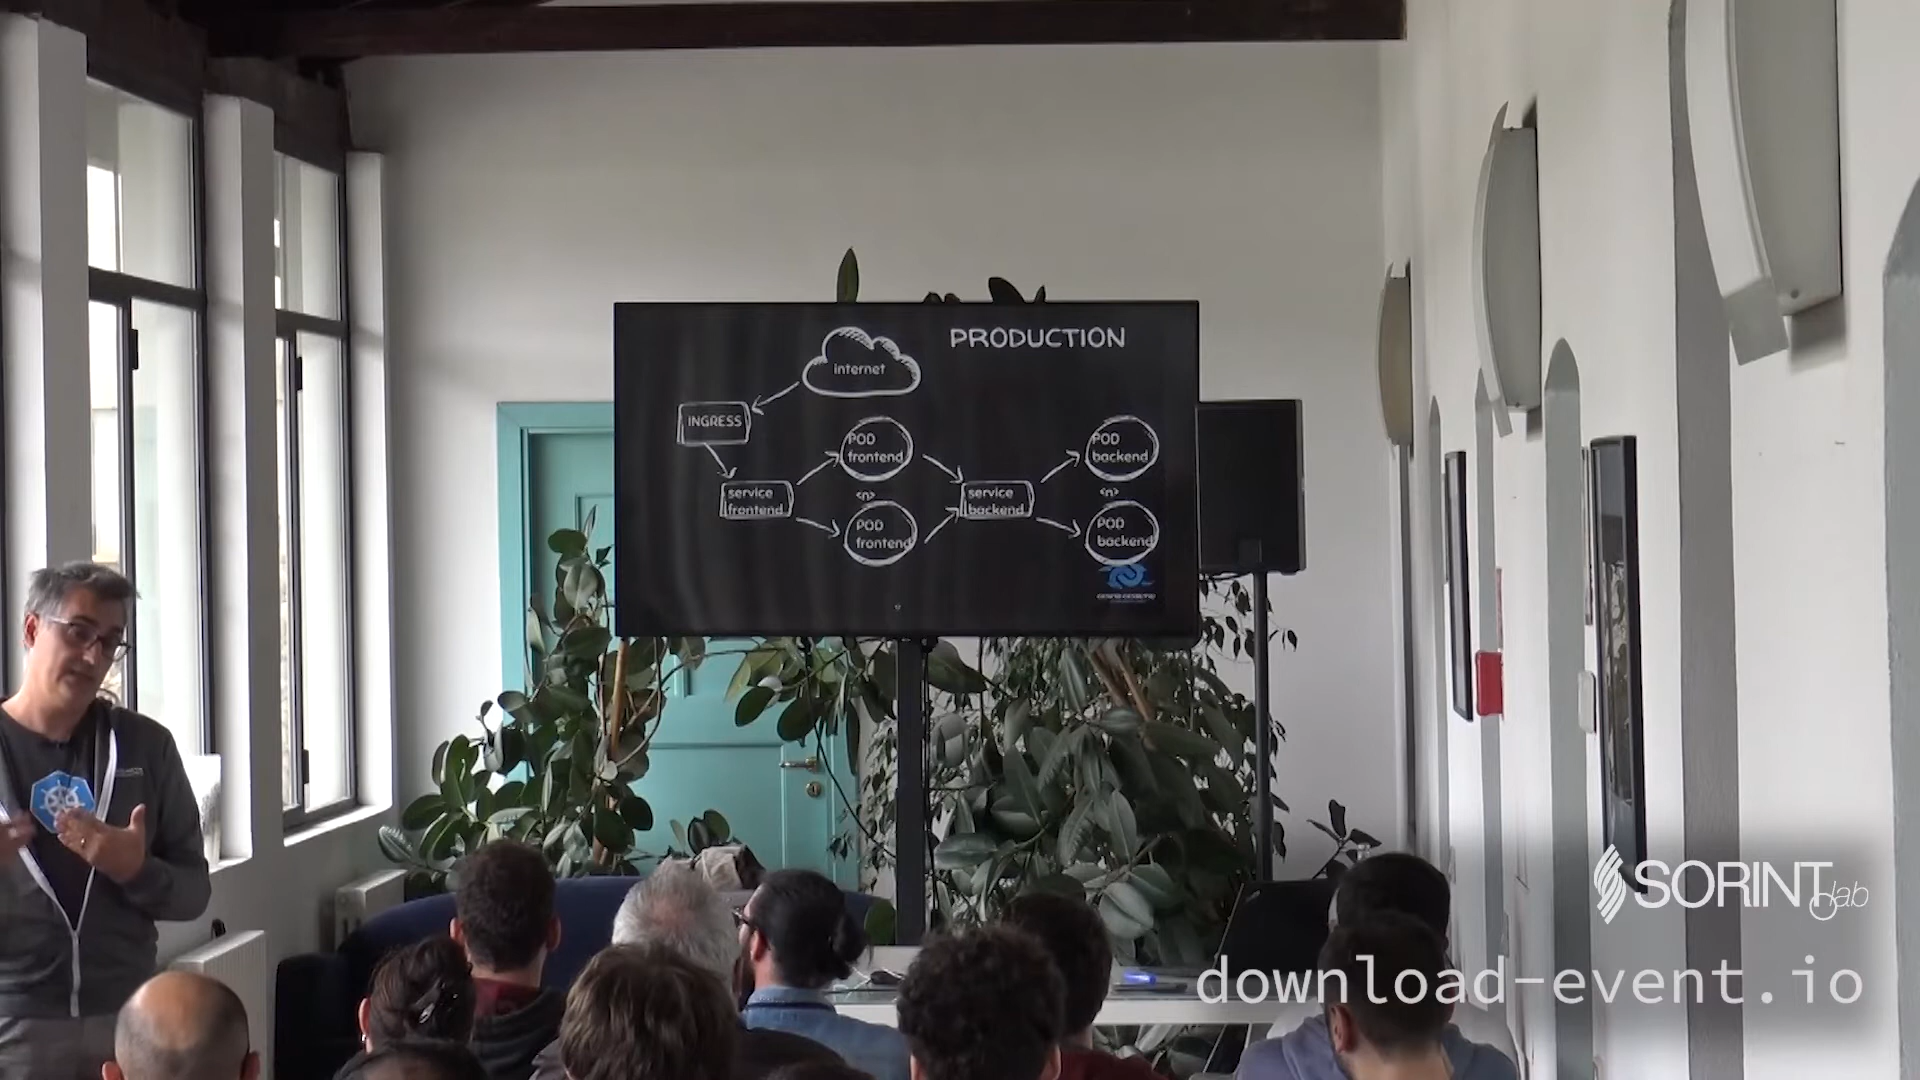 PRODUCTION
internet
INGRESS
POD
frontend
POD
backend
service
frontend
<n>
service
backend
<n>
POD
frontend
POD
backend
SORINT
lab
download-event.io